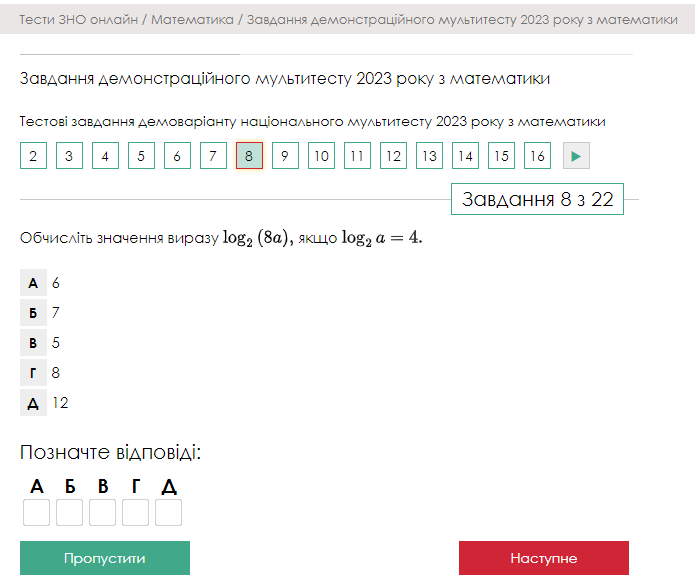 Тести ЗНО онлайн / Математика / Завдання демонстраційного мультитесту 2023 року з математики
Завдання демонстраційного мультитесту 2023 року з математики
Тестові завдання демоваріанту національного мультитесту 2023 року з математики
2 3 4 5 6 7 8 9 10 11 12 13 14 15 16
Завдання 8 з 22
Обчисліть значення виразу log₂ (8a), якщо log₂ a = 4.
А 6
Б 7
В 5
Г 8
Д 12
Позначте відповіді:
А Б В Г Д
Пропустити Наступне